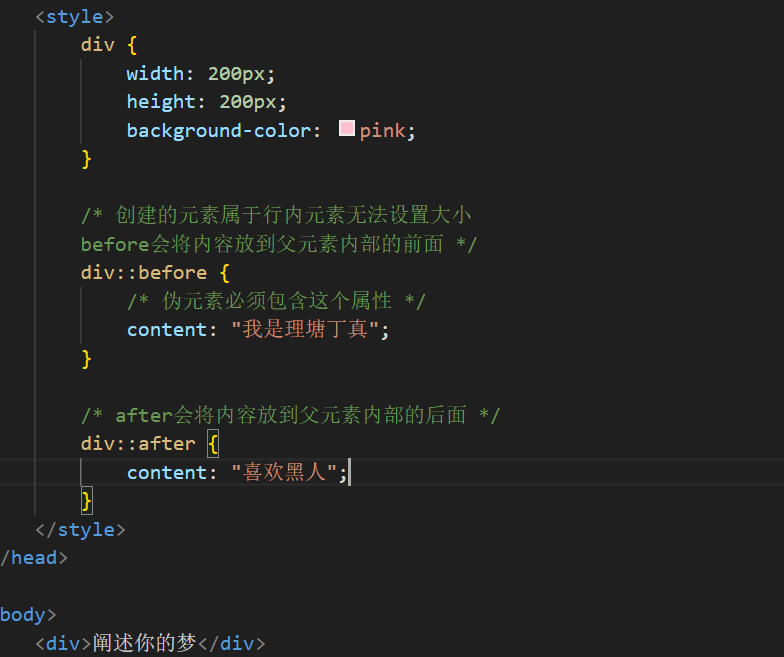 <style>
div {
width: 200px;
height: 200px;
background-color: pink;
}
/* 创建的元素属于行内元素无法设置大小
before会将内容放到父元素内部的前面 */
div::before {
/* 伪元素必须包含这个属性 */
content: "我是理塘丁真";
}
/* after会将内容放到父元素内部的后面 */
div::after {
content: "喜欢黑人";
}
</style>
/head>
body>
<div>阐述你的梦</div>